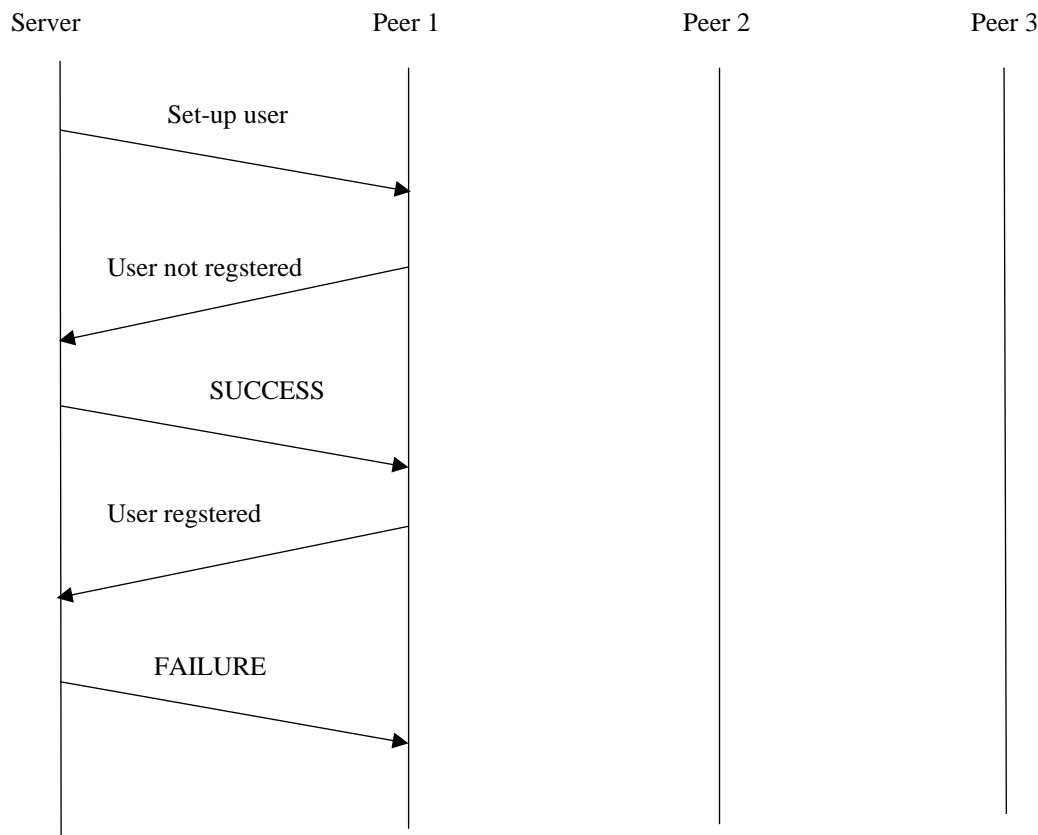 Server Peer 1 Peer 2 Peer 3
Set-up user
User not regstered
SUCCESS
User regstered
FAILURE